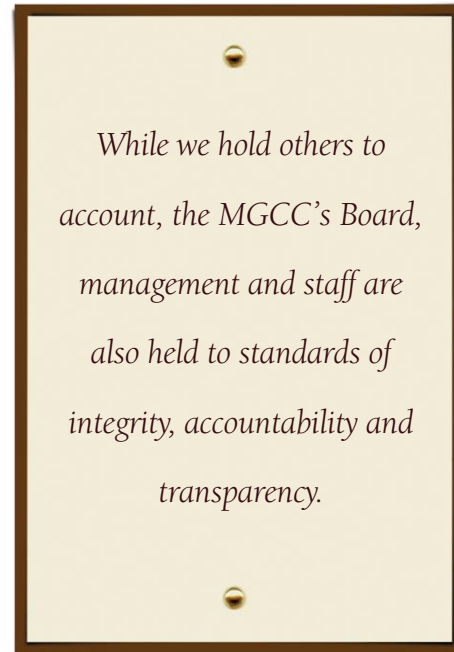 While we hold others to
account, the MGCC’s Board,
management and staff are
also held to standards of
integrity, accountability and
transparency.